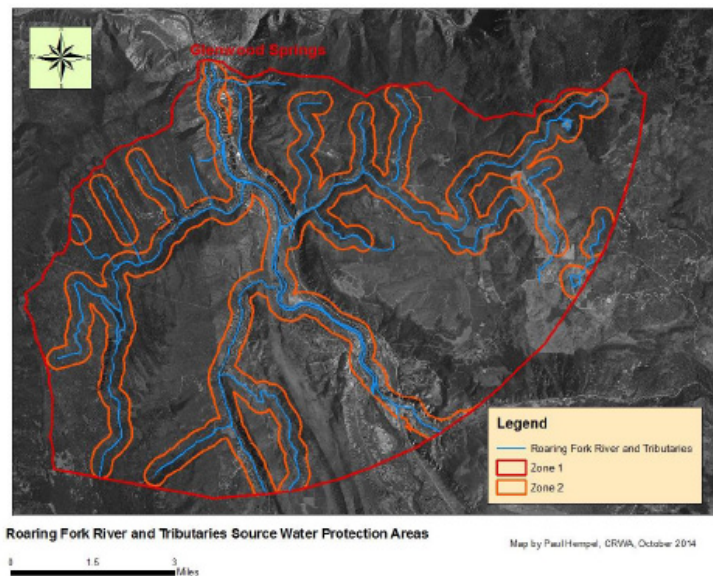 Glenwood Springs
Legend
Roaring Fork River and Tributaries
Zone 1
Zone 2
Roaring Fork River and Tributaries Source Water Protection Areas
Map by Paul Hempel, CRWA, October 2014
0 1.5 3
Miles